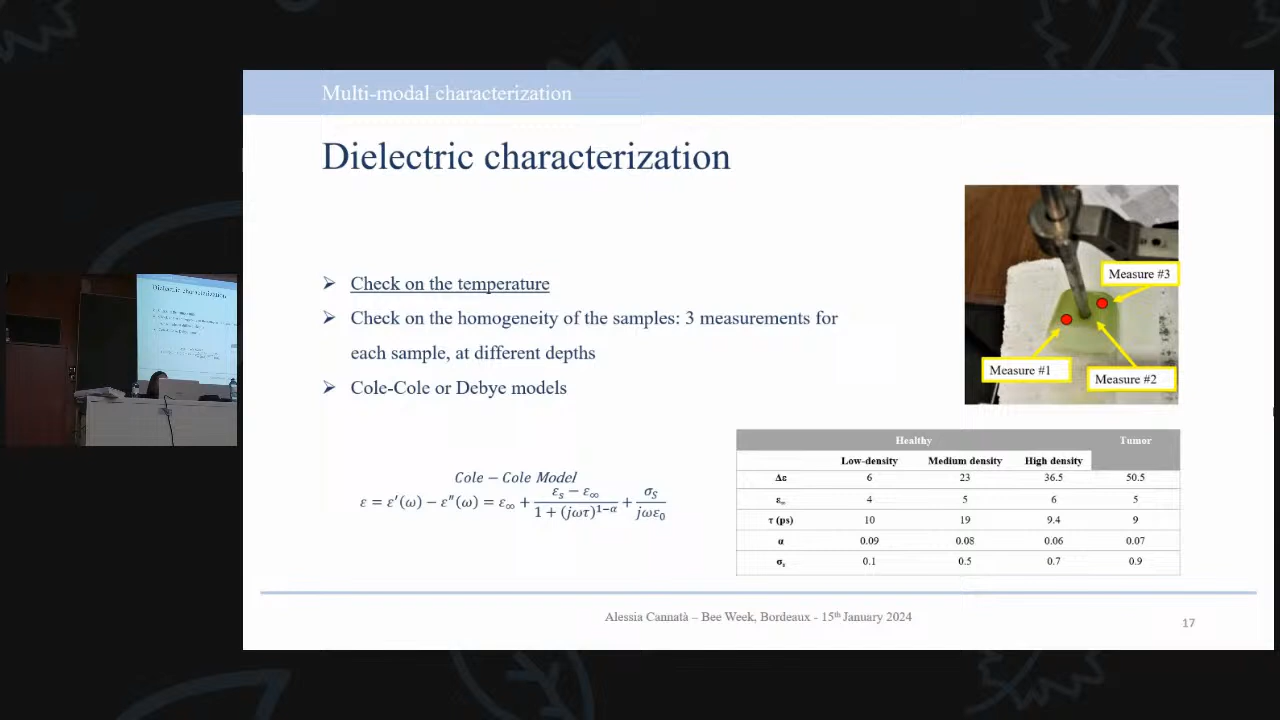 Multi-modal characterization
Dielectric characterization
Check on the temperature
Check on the homogeneity of the samples: 3 measurements for
each sample, at different depths
Cole-Cole or Debye models
Measure #3
Measure #1
Measure #2
Cole − Cole Model
ε = ε′(ω) − ε″(ω) = ε∞ + (εs − ε∞)/(1 + (jωτ)^(1−α)) + σS/(jωε0)
Healthy Tumor
Low-density Medium density High density
Δε 6 23 36.5 50.5
ε∞ 4 5 6 5
τ (ps) 10 19 9.4 9
α 0.09 0.08 0.06 0.07
σs 0.1 0.5 0.7 0.9
Alessia Cannatà – Bee Week, Bordeaux - 15th January 2024
17
Dielectric characterization